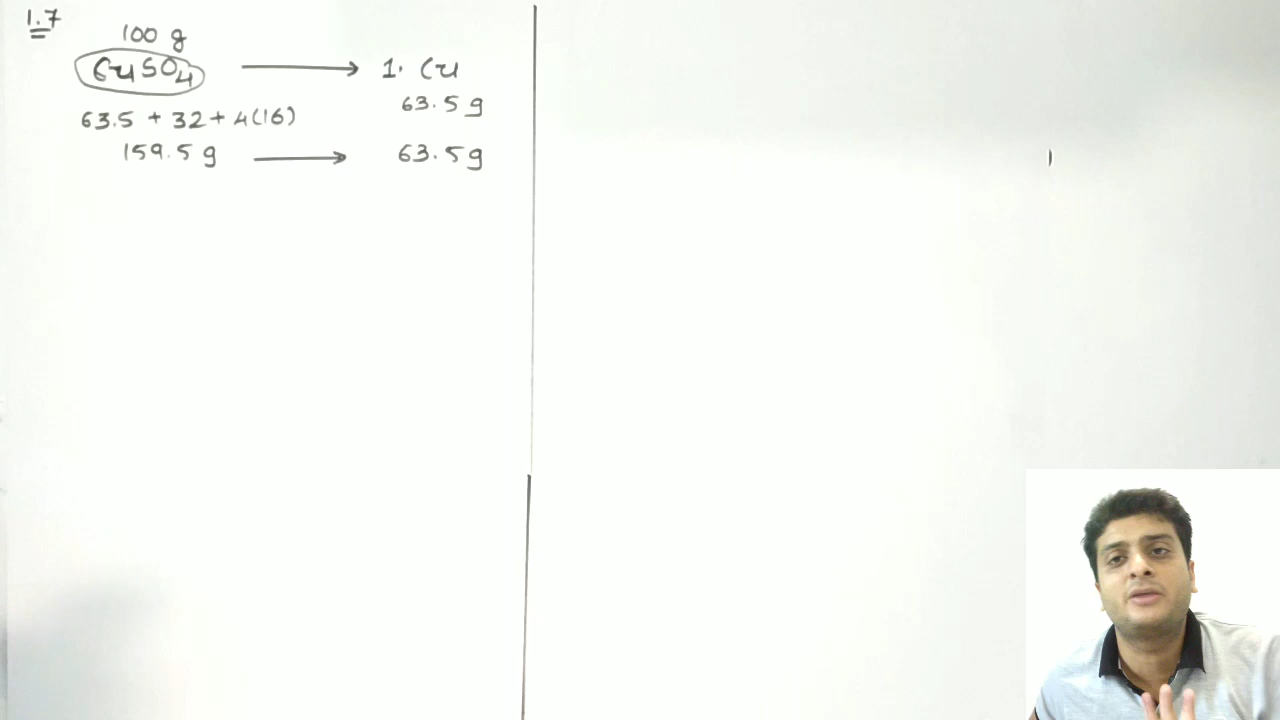 1.7
100 g
CuSO4 ⟶ 1. Cu
63.5 g
63.5 + 32 + 4(16)
159.5 g ⟶ 63.5 g